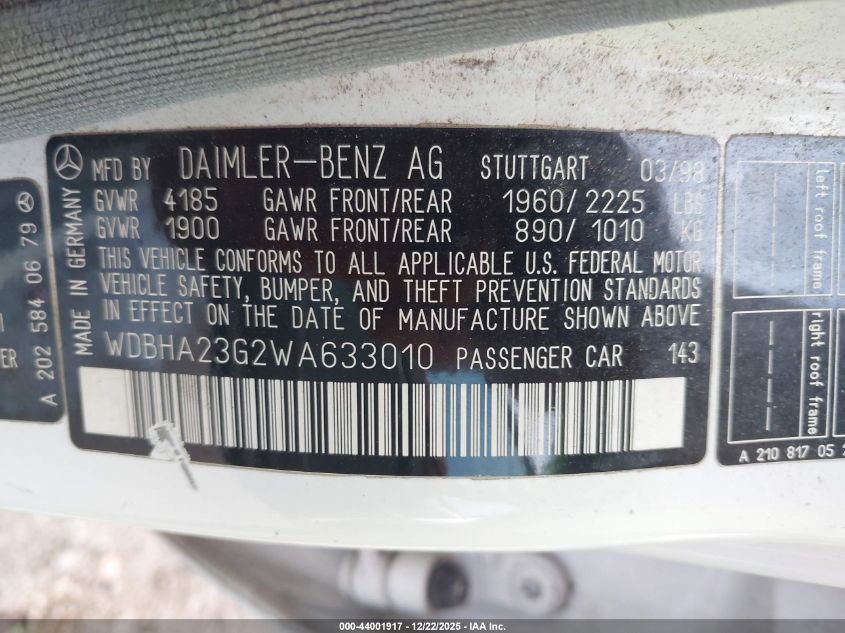 MFD BY DAIMLER-BENZ AG STUTTGART 03/98
GVWR 4185 GAWR FRONT/REAR 1960/2225 LBS
GVWR 1900 GAWR FRONT/REAR 890/1010 KG
THIS VEHICLE CONFORMS TO ALL APPLICABLE U.S. FEDERAL MOTOR
VEHICLE SAFETY, BUMPER, AND THEFT PREVENTION STANDARDS
IN EFFECT ON THE DATE OF MANUFACTURE SHOWN ABOVE
WDBHA23G2WA633010 PASSENGER CAR 143
MADE IN GERMANY
A 202 584 06 79
ER
left roof frame
right roof frame
A 210 817 05 2
000-44001917 - 12/22/2025 - IAA Inc.